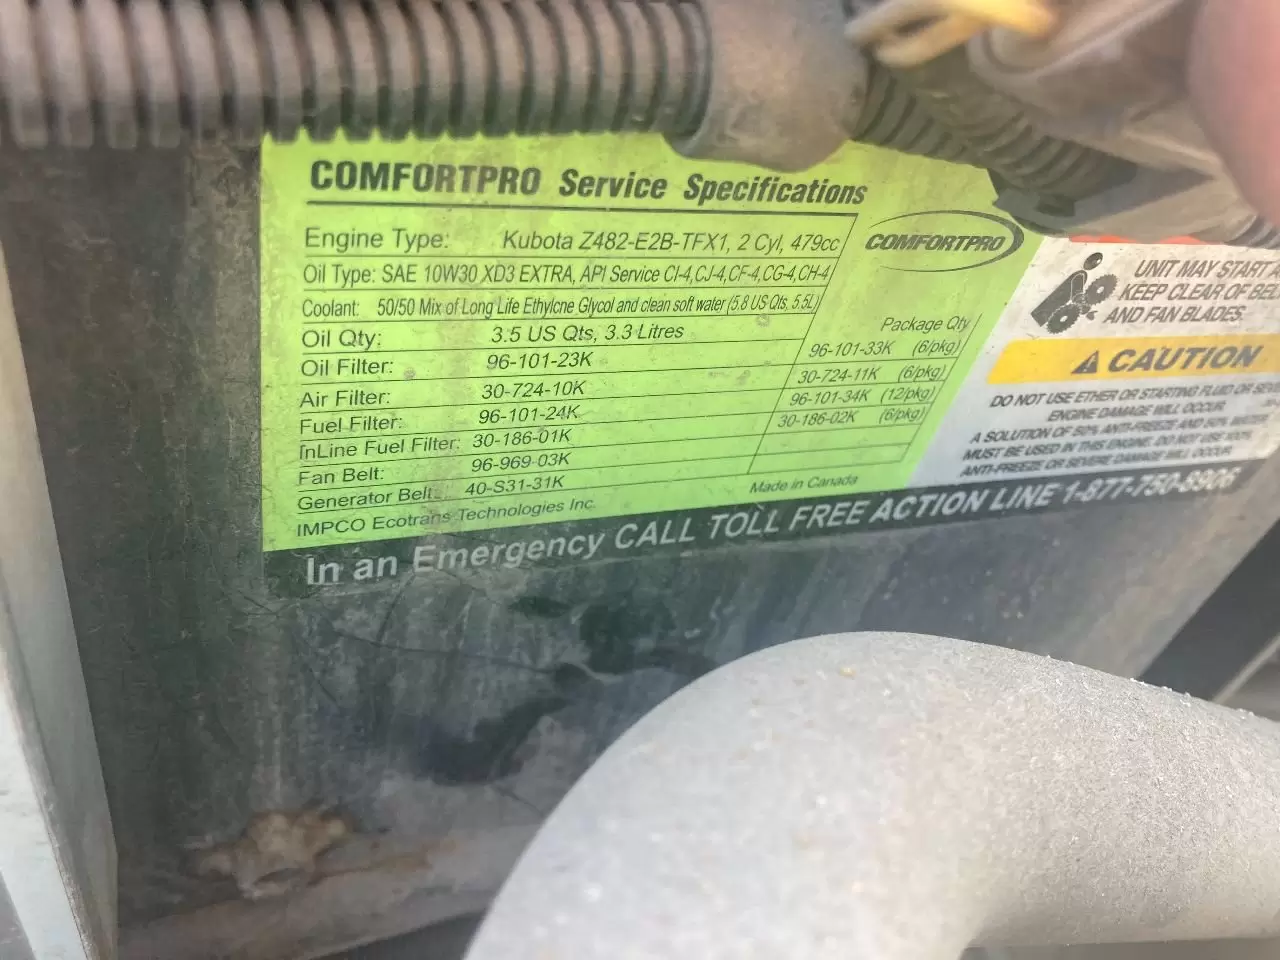 COMFORTPRO Service Specifications
Engine Type: Kubota Z482-E2B-TFX1, 2 Cyl, 479cc
COMFORTPRO
Oil Type: SAE 10W30 XD3 EXTRA, API Service CI-4,CJ-4,CF-4,CG-4,CH-4
Coolant: 50/50 Mix of Long Life Ethylene Glycol and clean soft water (5.8 US Qts, 5.5L)
Oil Qty: 3.5 US Qts, 3.3 Litres Package Qty
Oil Filter: 96-101-23K 96-101-33K (6/pkg)
Air Filter: 30-724-10K 30-724-11K (6/pkg)
Fuel Filter: 96-101-24K 96-101-34K (12/pkg)
InLine Fuel Filter: 30-186-01K 30-186-02K (6/pkg)
Fan Belt: 96-969-03K
Generator Belt: 40-S31-31K
IMPCO Ecotrans Technologies Inc. Made in Canada
In an Emergency CALL TOLL FREE ACTION LINE 1-877-750-8906
UNIT MAY START
KEEP CLEAR OF
AND FAN BLADES.
CAUTION
DO NOT USE ETHER OR STARTING FLUID OR
ENGINE DAMAGE WILL OCCUR
A SOLUTION OF 50% ANTI-FREEZE AND 50% WATER
MUST BE USED IN THIS ENGINE. DO NOT USE 100%
ANTI-FREEZE OR SEVERE DAMAGE WILL OCCUR